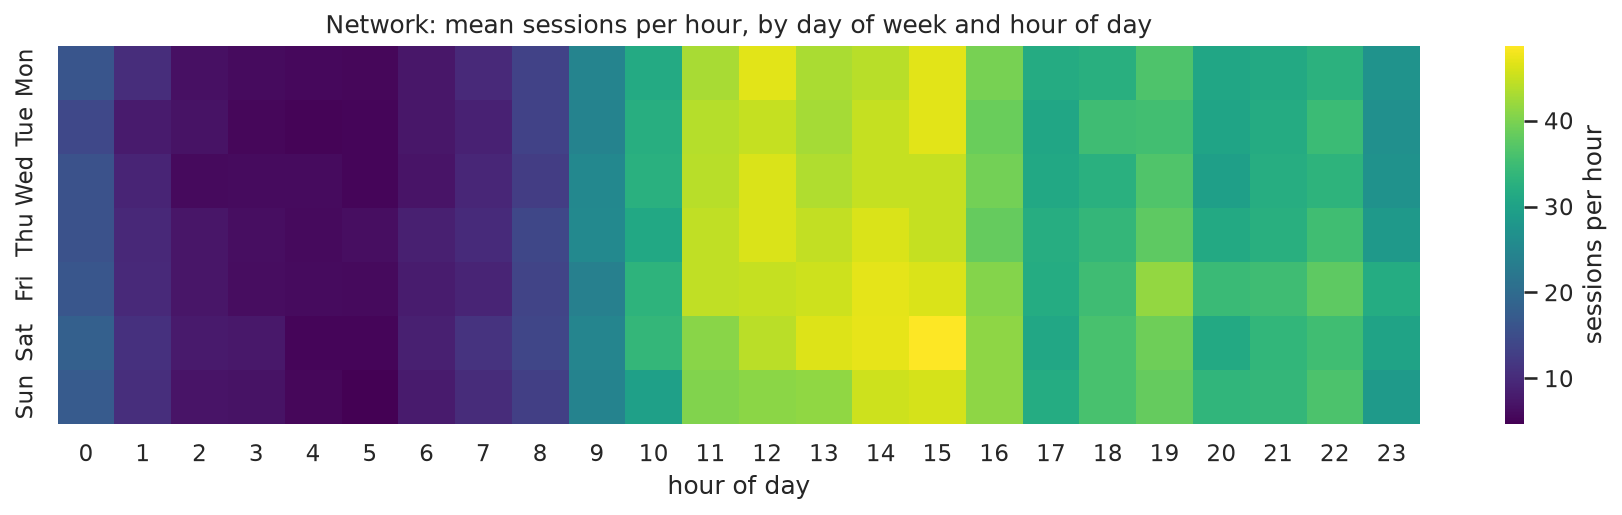 Network: mean sessions per hour, by day of week and hour of day
Mon
Tue
Wed
Thu
Fri
Sat
Sun
0 1 2 3 4 5 6 7 8 9 10 11 12 13 14 15 16 17 18 19 20 21 22 23
hour of day
40
30
20
10
sessions per hour